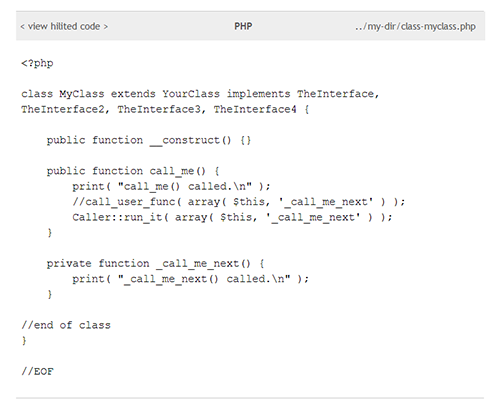 < view hilited code > PHP ../my-dir/class-myclass.php
<?php
class MyClass extends YourClass implements TheInterface,
TheInterface2, TheInterface3, TheInterface4 {
public function __construct() {}
public function call_me() {
print( "call_me() called.\n" );
//call_user_func( array( $this, '_call_me_next' ) );
Caller::run_it( array( $this, '_call_me_next' ) );
}
private function _call_me_next() {
print( "_call_me_next() called.\n" );
}
//end of class
}
//EOF